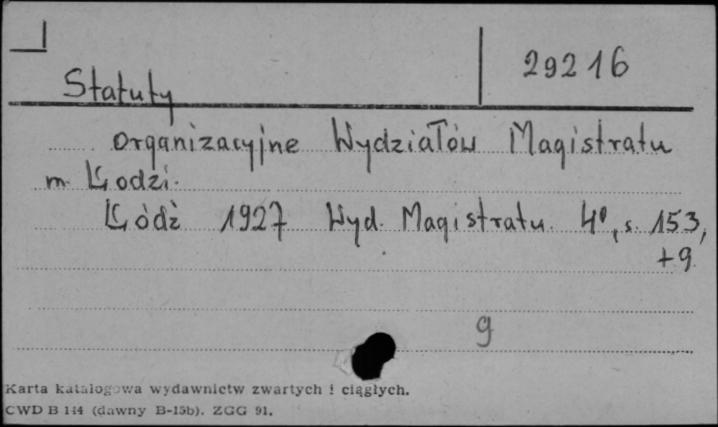 29216
Statuty
Organizacyjne Wydziałów Magistratu
m. Łodzi.
Łódź 1927 Wyd. Magistratu. 4°, s. 153,
+9.
9
Karta katalogowa wydawnictw zwartych i ciągłych.
CWD B 144 (dawny B-15b). ZGG 91.